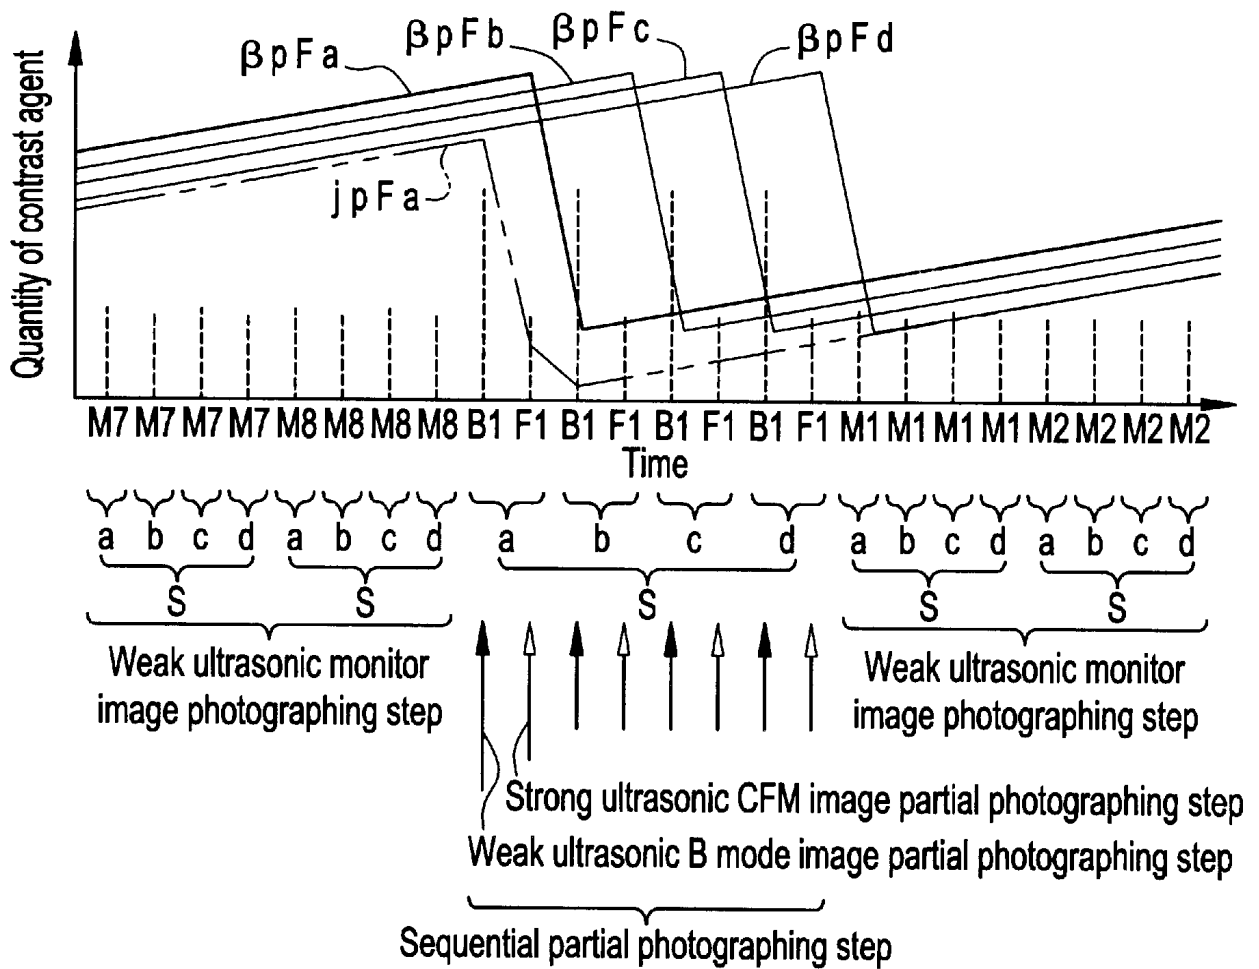 βpFa
βpFb
βpFc
βpFd
jpFa
Quantity of contrast agent
M7 M7 M7 M7 M8 M8 M8 M8 B1 F1 B1 F1 B1 F1 B1 F1 M1 M1 M1 M1 M2 M2 M2 M2
Time
a b c d a b c d a b c d a b c d a b c d
S S S S S
Weak ultrasonic monitor
image photographing step
Weak ultrasonic monitor
image photographing step
Strong ultrasonic CFM image partial photographing step
Weak ultrasonic B mode image partial photographing step
Sequential partial photographing step